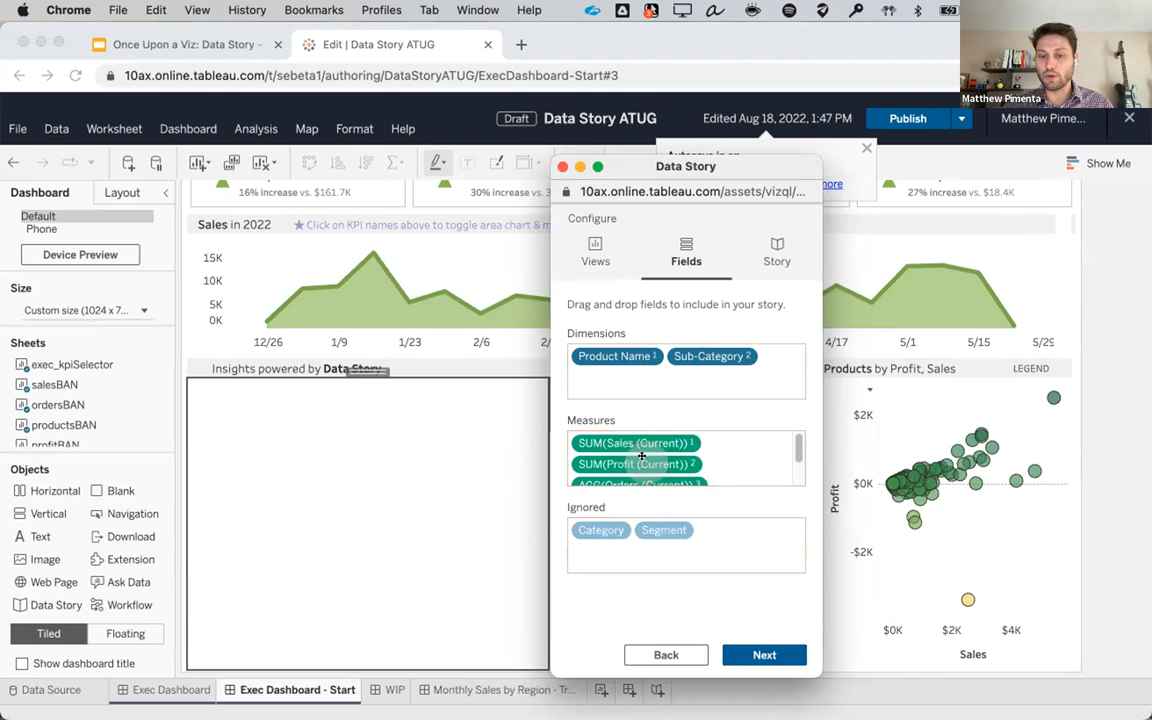 Chrome File Edit View History Bookmarks Profiles Tab Window Help
Once Upon a Viz: Data Story -
Edit | Data Story ATUG
10ax.online.tableau.com/t/sebeta1/authoring/DataStoryATUG/ExecDashboard-Start#3
Matthew Pimenta
Draft Data Story ATUG Edited Aug 18, 2022, 1:47 PM Publish Matthew Pime...
File Data Worksheet Dashboard Analysis Map Format Help
Show Me
Data Story
10ax.online.tableau.com/assets/vizql/...
more
Dashboard Layout
Default
Phone
Device Preview
Size
Custom size (1024 x 7...
Sheets
exec_kpiSelector
salesBAN
ordersBAN
productsBAN
profitBAN
Objects
Horizontal Blank
Vertical Navigation
Text Download
Image Extension
Web Page Ask Data
Data Story Workflow
Tiled Floating
Show dashboard title
16% increase vs. $161.7K
30% increase vs. 3
27% increase vs. $18.4K
Sales in 2022 ★ Click on KPI names above to toggle area chart & m
15K
10K
5K
0K
12/26 1/9 1/23 2/6 2/
4/17 5/1 5/15 5/29
Insights powered by Data Story
Configure
Views Fields Story
Drag and drop fields to include in your story.
Dimensions
Product Name 1 Sub-Category 2
Measures
SUM(Sales (Current)) 1
SUM(Profit (Current)) 2
AGG(Orders (Current)) 3
Ignored
Category Segment
Back Next
Products by Profit, Sales LEGEND
$2K
$0K
-$2K
Profit
$0K $2K $4K
Sales
Data Source Exec Dashboard Exec Dashboard - Start WIP Monthly Sales by Region - Tr...